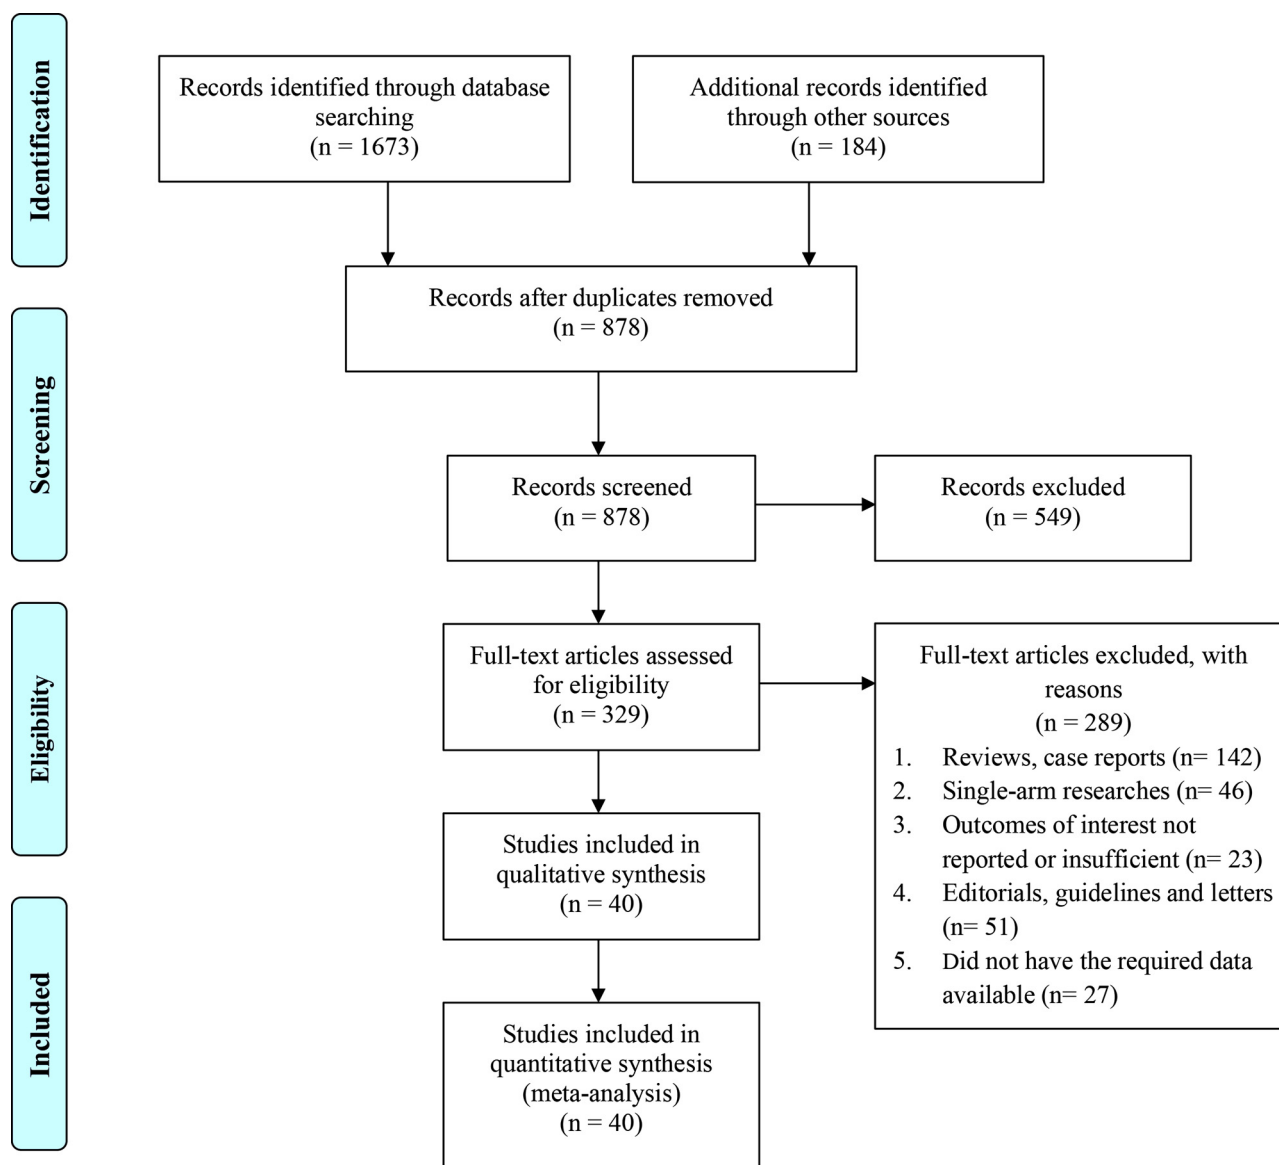 Identification
Records identified through database
searching
(n = 1673)
Additional records identified
through other sources
(n = 184)
Records after duplicates removed
(n = 878)
Screening
Records screened
(n = 878)
Records excluded
(n = 549)
Eligibility
Full-text articles assessed
for eligibility
(n = 329)
Full-text articles excluded, with
reasons
(n = 289)
1. Reviews, case reports (n= 142)
2. Single-arm researches (n= 46)
3. Outcomes of interest not
reported or insufficient (n= 23)
4. Editorials, guidelines and letters
(n= 51)
5. Did not have the required data
available (n= 27)
Studies included in
qualitative synthesis
(n = 40)
Included
Studies included in
quantitative synthesis
(meta-analysis)
(n = 40)